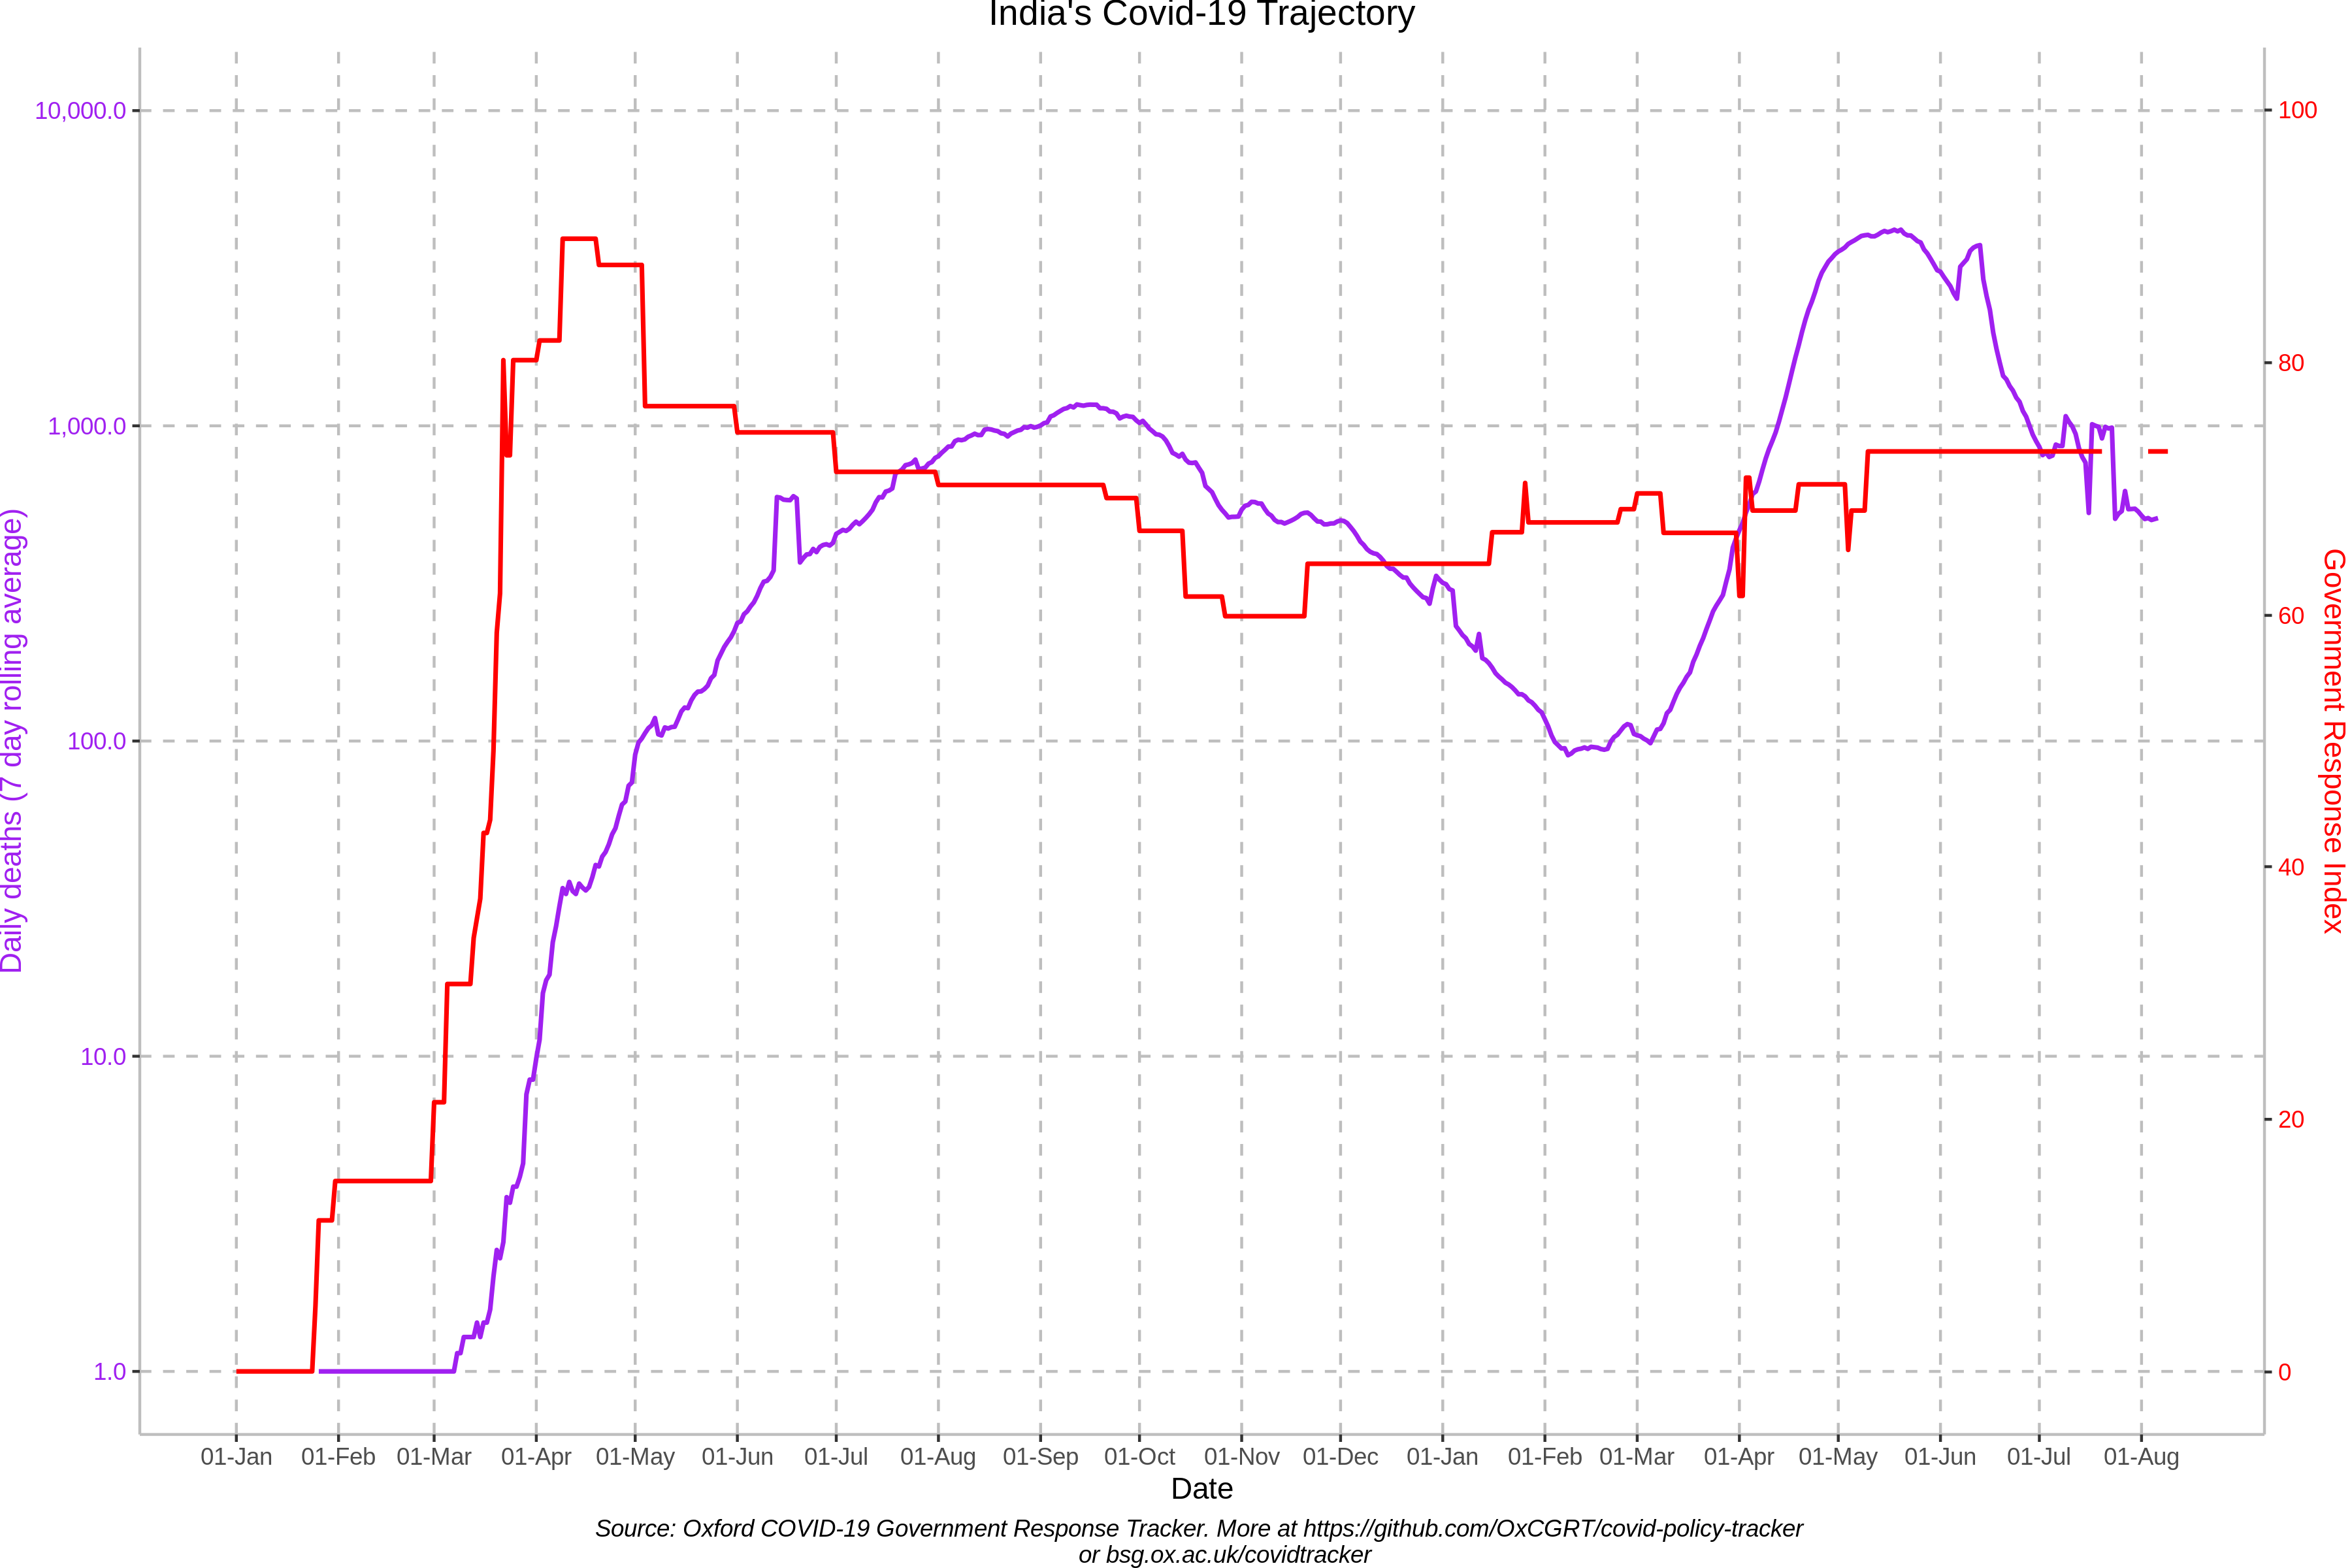 India's Covid-19 Trajectory
10,000.0
1,000.0
100.0
10.0
1.0
Daily deaths (7 day rolling average)
100
80
60
40
20
0
Government Response Index
01-Jan 01-Feb 01-Mar 01-Apr 01-May 01-Jun 01-Jul 01-Aug 01-Sep 01-Oct 01-Nov 01-Dec 01-Jan 01-Feb 01-Mar 01-Apr 01-May 01-Jun 01-Jul 01-Aug
Date
Source: Oxford COVID-19 Government Response Tracker. More at https://github.com/OxCGRT/covid-policy-tracker
or bsg.ox.ac.uk/covidtracker